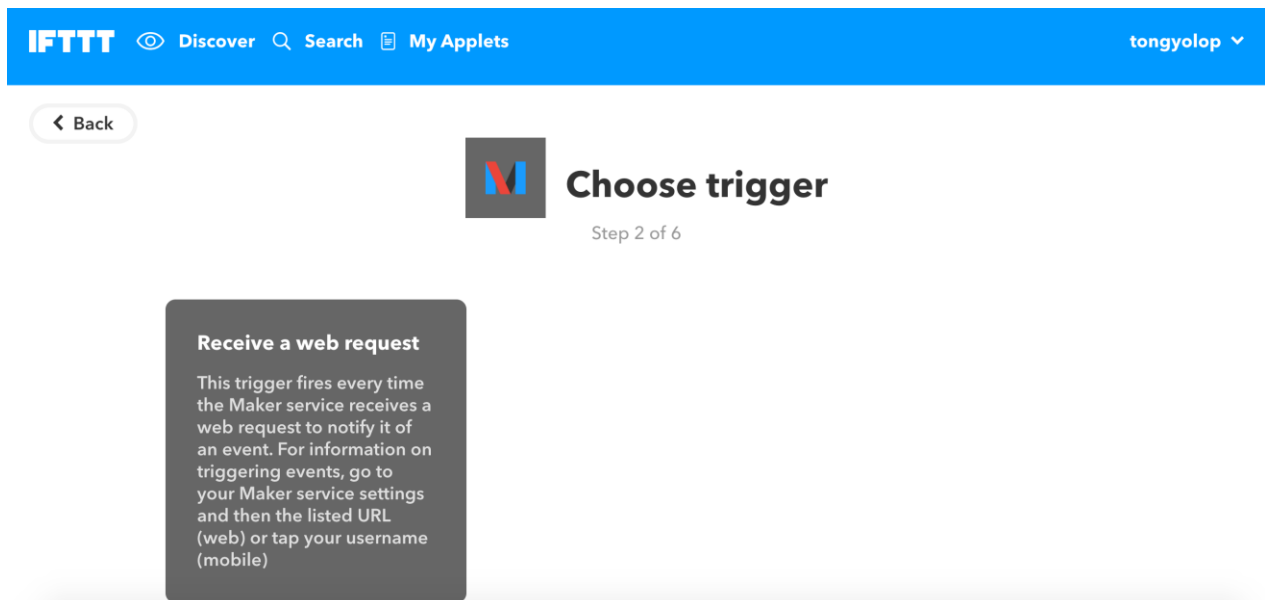 IFTTT Discover Search My Applets tongyolop
Back
Choose trigger
Step 2 of 6
Receive a web request
This trigger fires every time
the Maker service receives a
web request to notify it of
an event. For information on
triggering events, go to
your Maker service settings
and then the listed URL
(web) or tap your username
(mobile)